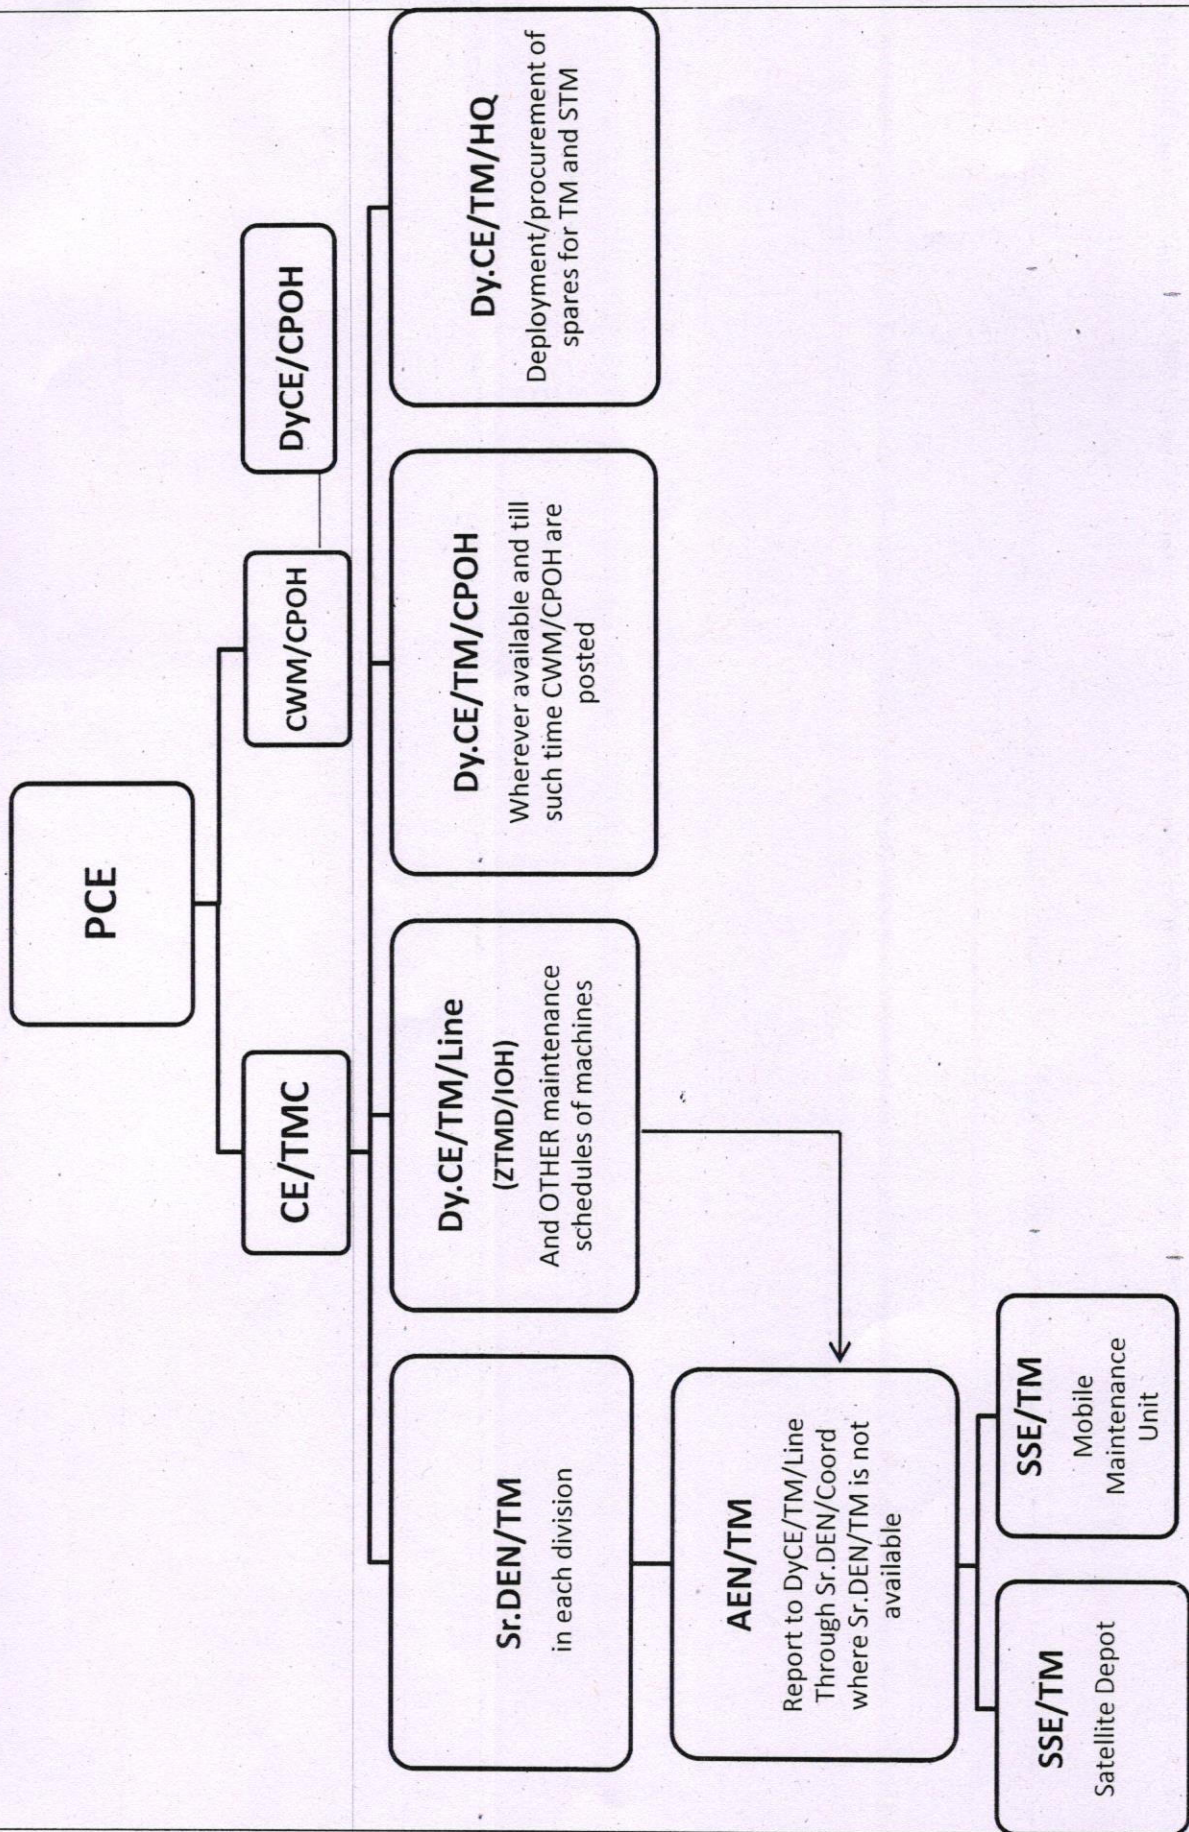 PCE
CE/TMC
CWM/CPOH
DyCE/CPOH
Sr.DEN/TM
in each division
Dy.CE/TM/Line
(ZTMD/IOH)
And OTHER maintenance
schedules of machines
Dy.CE/TM/CPOH
Wherever available and till
such time CWM/CPOH are
posted
Dy.CE/TM/HQ
Deployment/procurement of
spares for TM and STM
AEN/TM
Report to DyCE/TM/Line
Through Sr.DEN/Coord
where Sr.DEN/TM is not
available
SSE/TM
Satellite Depot
SSE/TM
Mobile
Maintenance
Unit